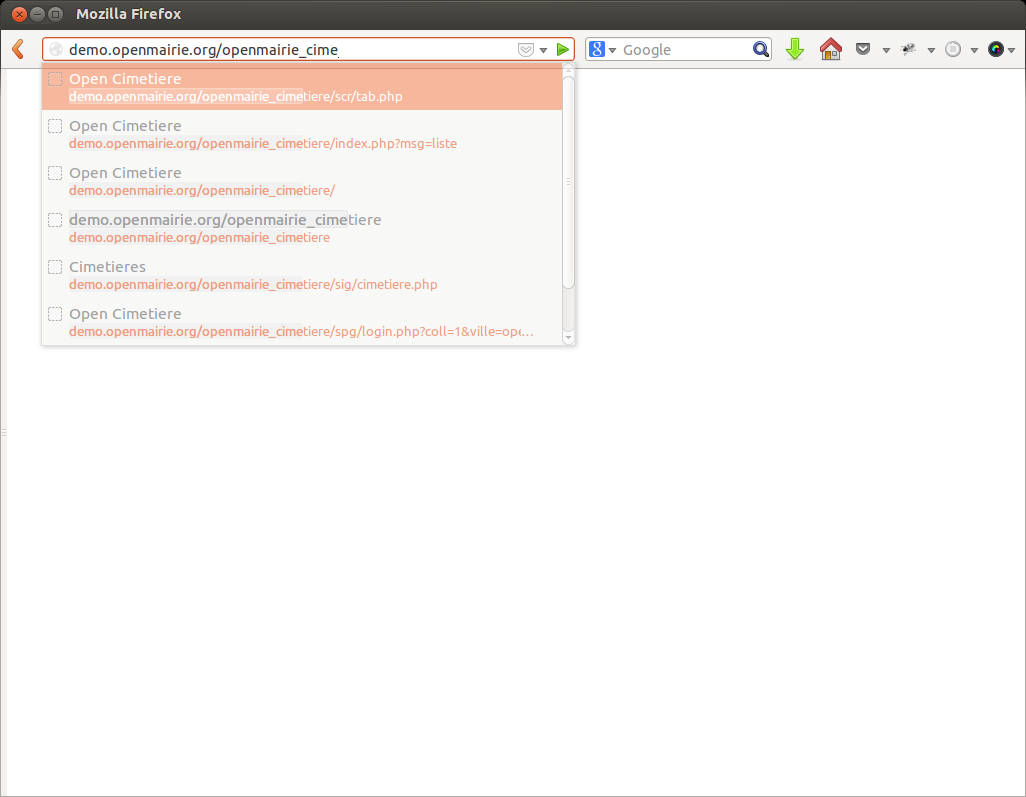 Mozilla Firefox
demo.openmairie.org/openmairie_cime
8 Google
Open Cimetiere
demo.openmairie.org/openmairie_cimetiere/scr/tab.php
Open Cimetiere
demo.openmairie.org/openmairie_cimetiere/index.php?msg=liste
Open Cimetiere
demo.openmairie.org/openmairie_cimetiere/
demo.openmairie.org/openmairie_cimetiere
demo.openmairie.org/openmairie_cimetiere
Cimetieres
demo.openmairie.org/openmairie_cimetiere/sig/cimetiere.php
Open Cimetiere
demo.openmairie.org/openmairie_cimetiere/spg/login.php?coll=1&ville=ope...